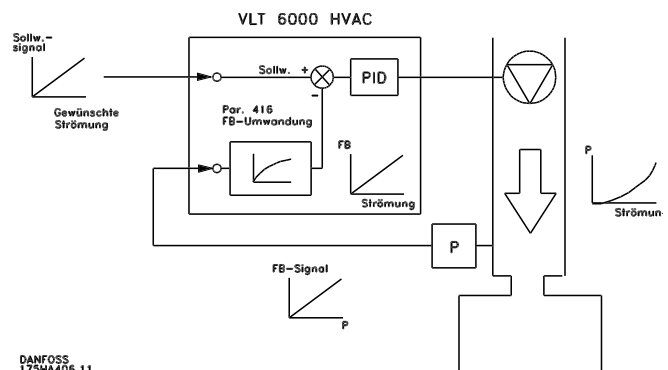 VLT 6000 HVAC
Sollw.-
signal
Gewünschte
Strömung
Sollw.
+
-
PID
Par. 416
FB-Umwandung
FB
Strömung
P
Strömun
P
FB-Signal
P
DANFOSS
175HA406.11